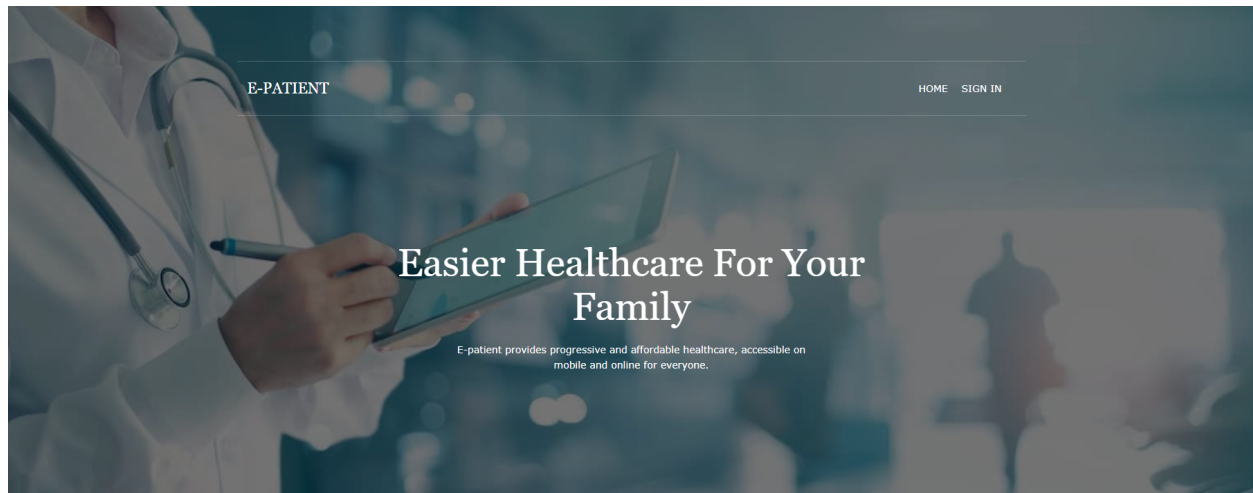 E-PATIENT
HOME SIGN IN
Easier Healthcare For Your
Family
E-patient provides progressive and affordable healthcare, accessible on
mobile and online for everyone.